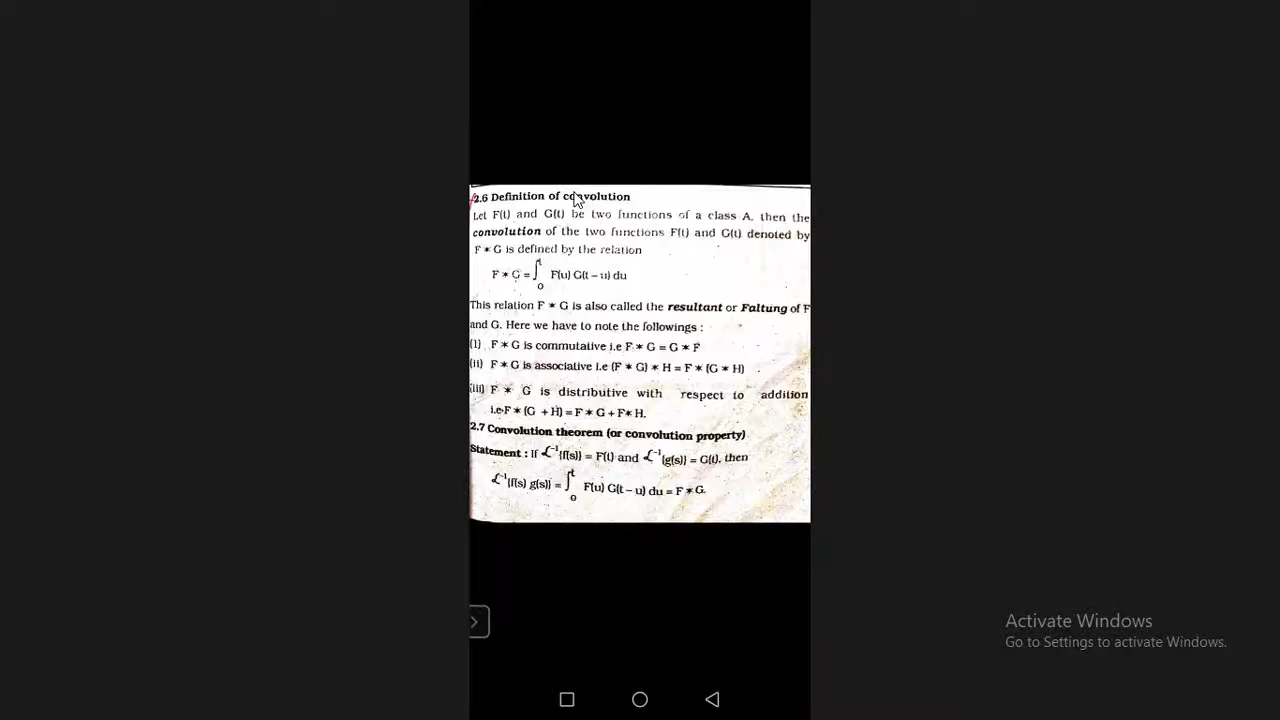 2.6 Definition of convolution
Let F(t) and G(t) be two functions of a class A, then the
convolution of the two functions F(t) and G(t) denoted by
F * G is defined by the relation
F * G = ∫₀ᵗ F(u) G(t – u) du
This relation F * G is also called the resultant or Faltung of F
and G. Here we have to note the followings :
(i) F * G is commutative i.e F * G = G * F
(ii) F * G is associative i.e (F * G) * H = F * (G * H)
(iii) F * G is distributive with respect to addition
i.e F * (G + H) = F * G + F * H.
2.7 Convolution theorem (or convolution property)
Statement : If ℒ⁻¹{f(s)} = F(t) and ℒ⁻¹{g(s)} = G(t), then
ℒ⁻¹{f(s) g(s)} = ∫₀ᵗ F(u) G(t – u) du = F * G.
Activate Windows
Go to Settings to activate Windows.